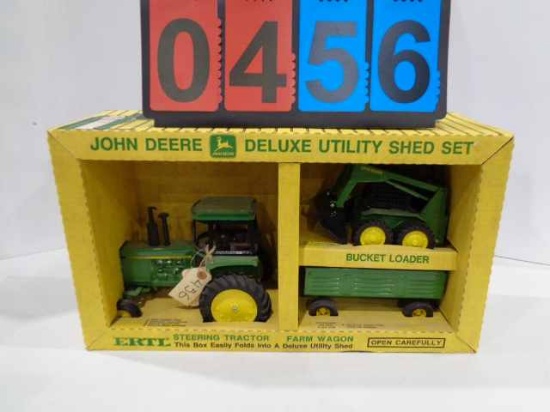 0456
JOHN DEERE DELUXE UTILITY SHED SET
BUCKET LOADER
456
ERTL STEERING TRACTOR FARM WAGON
This Box Easily Folds Into A Deluxe Utility Shed
OPEN CAREFULLY